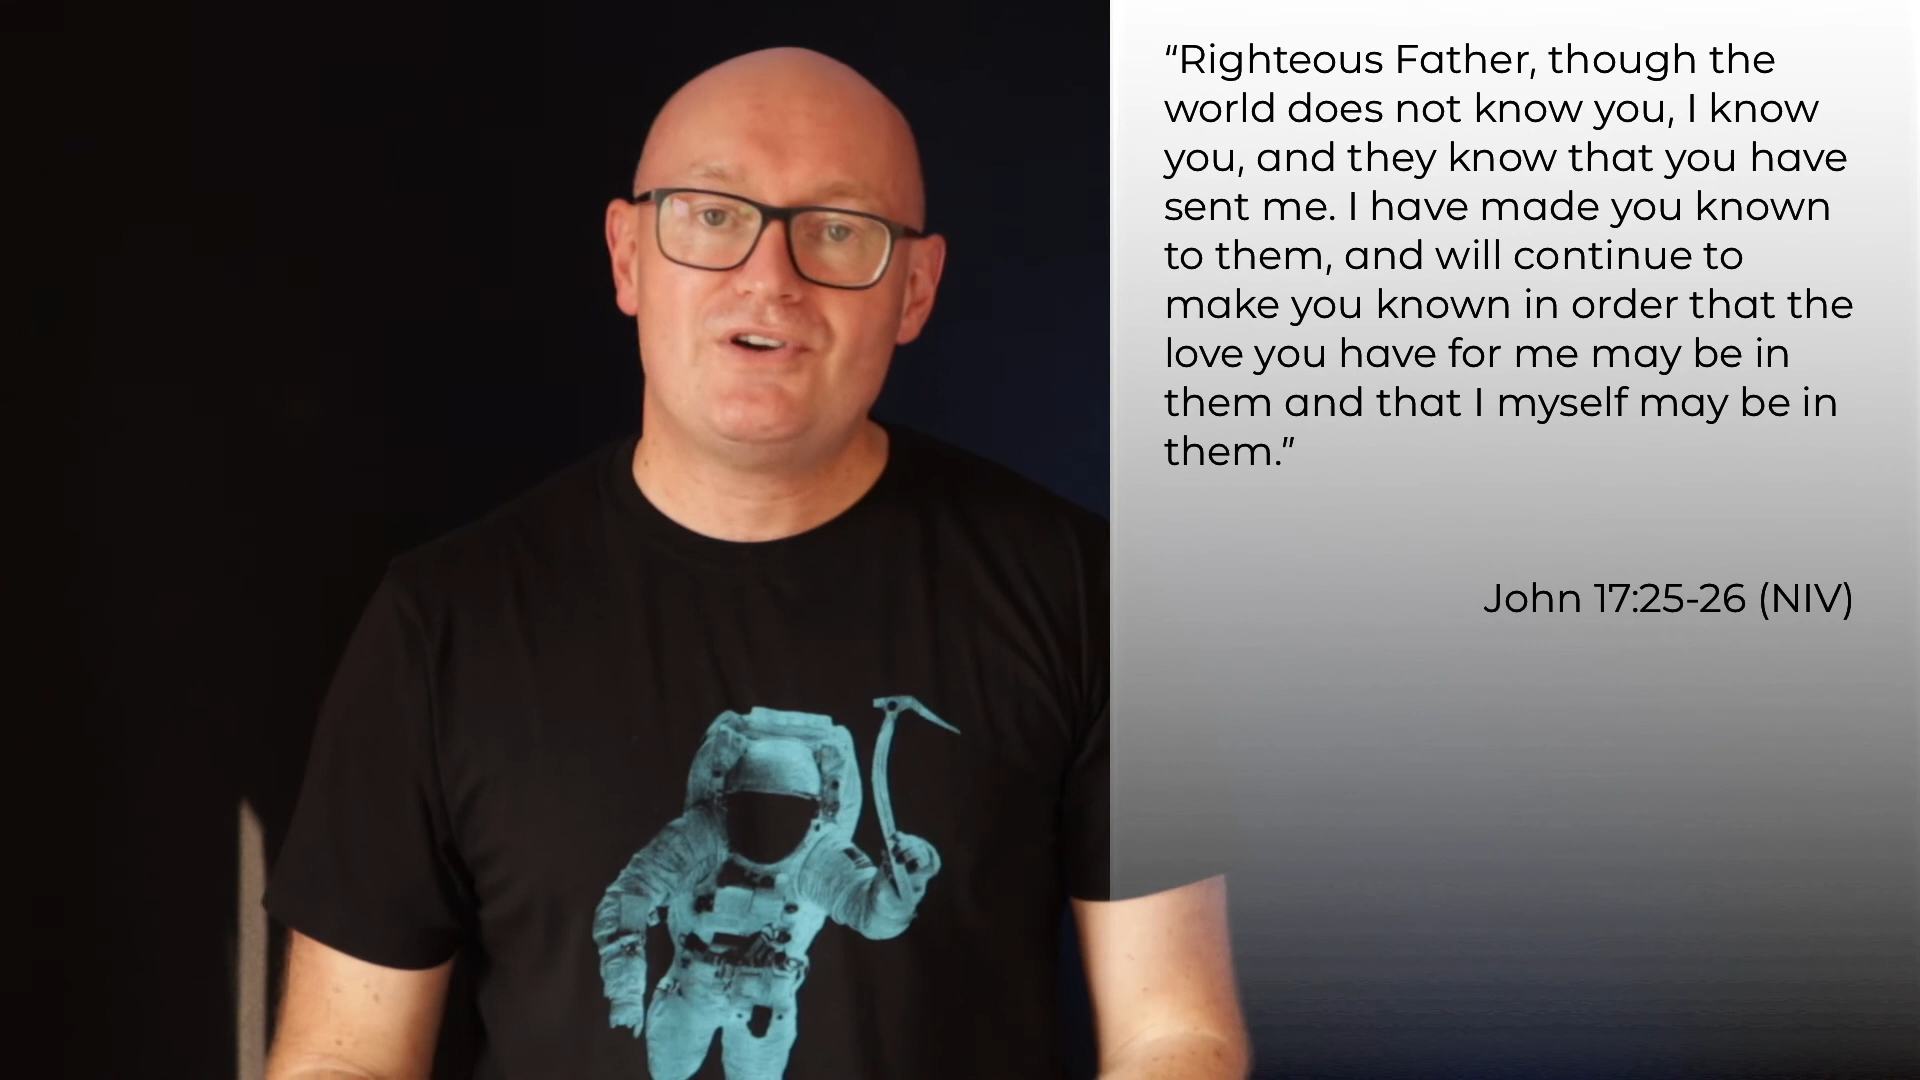 “Righteous Father, though the
world does not know you, I know
you, and they know that you have
sent me. I have made you known
to them, and will continue to
make you known in order that the
love you have for me may be in
them and that I myself may be in
them.”
John 17:25-26 (NIV)